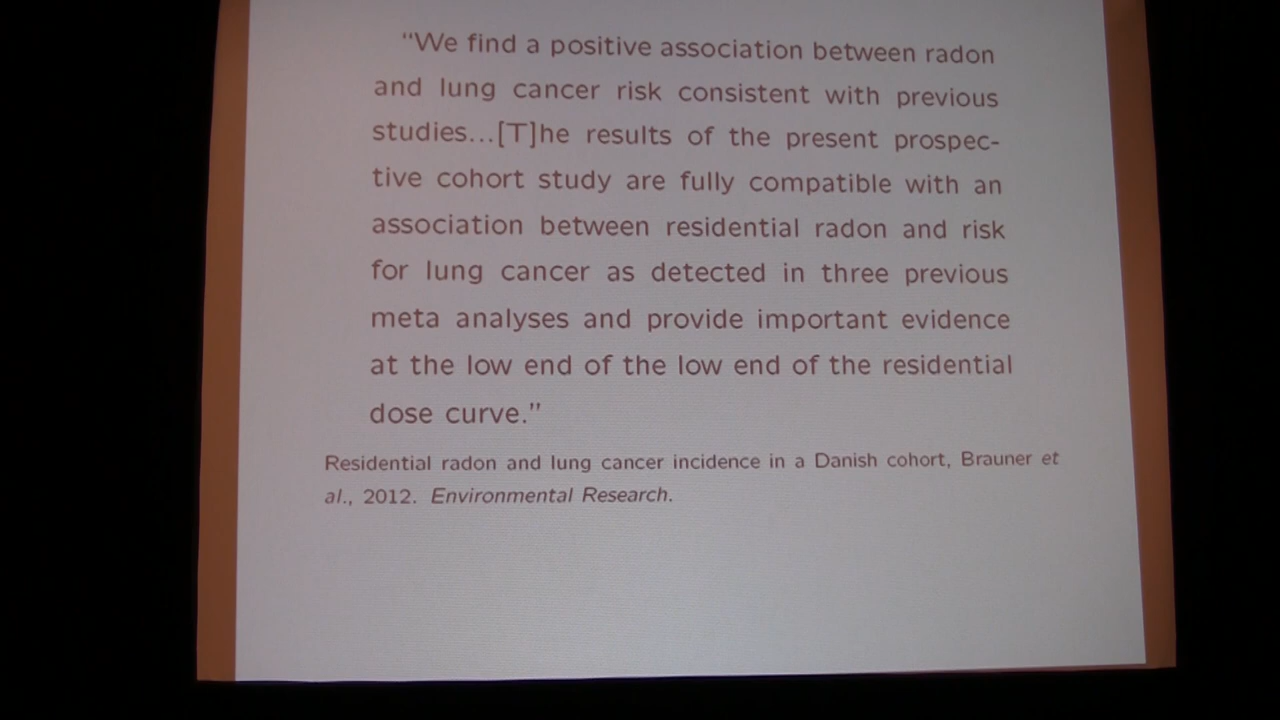 “We find a positive association between radon
and lung cancer risk consistent with previous
studies...[T]he results of the present prospec-
tive cohort study are fully compatible with an
association between residential radon and risk
for lung cancer as detected in three previous
meta analyses and provide important evidence
at the low end of the low end of the residential
dose curve.”
Residential radon and lung cancer incidence in a Danish cohort, Brauner et
al., 2012. Environmental Research.